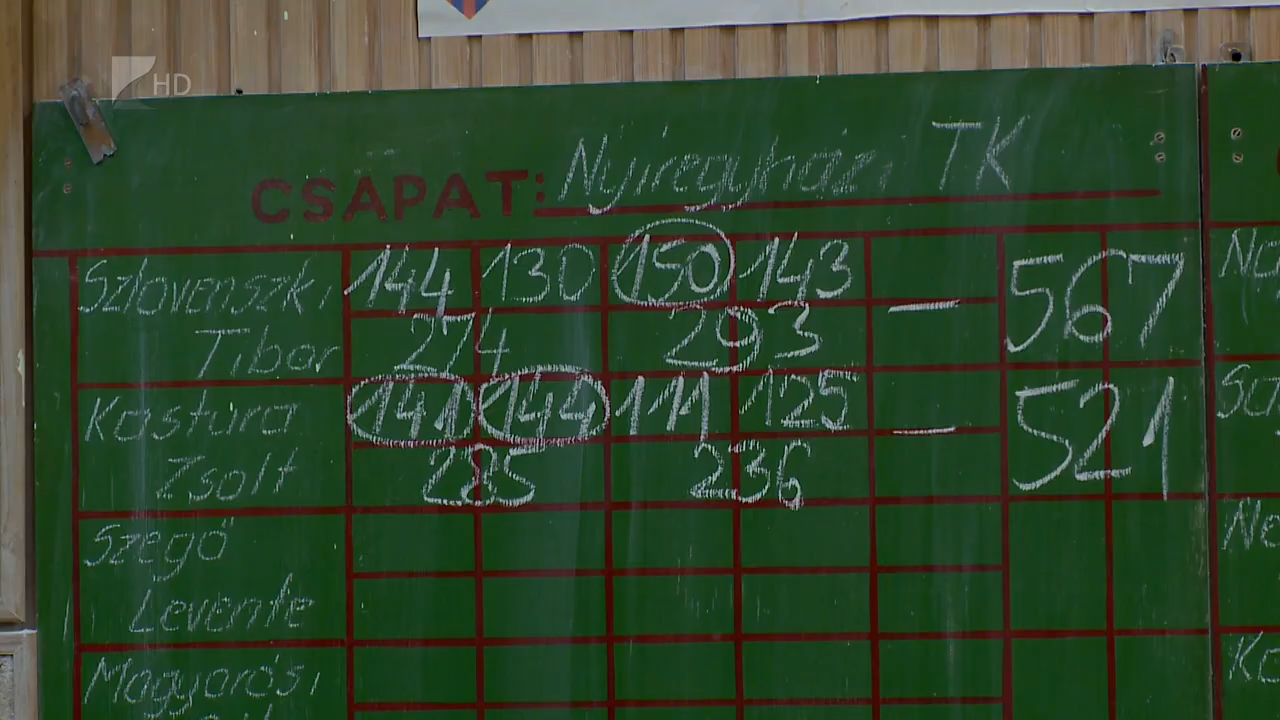 HD
CSAPAT: Nyíregyházi TK
Szlovenszki 144 130 150 143 — 567
Tibor 274 293
Kastura 141 144 111 125 — 521
Zsolt 285 236
Szegő
Levente
Magyarósi